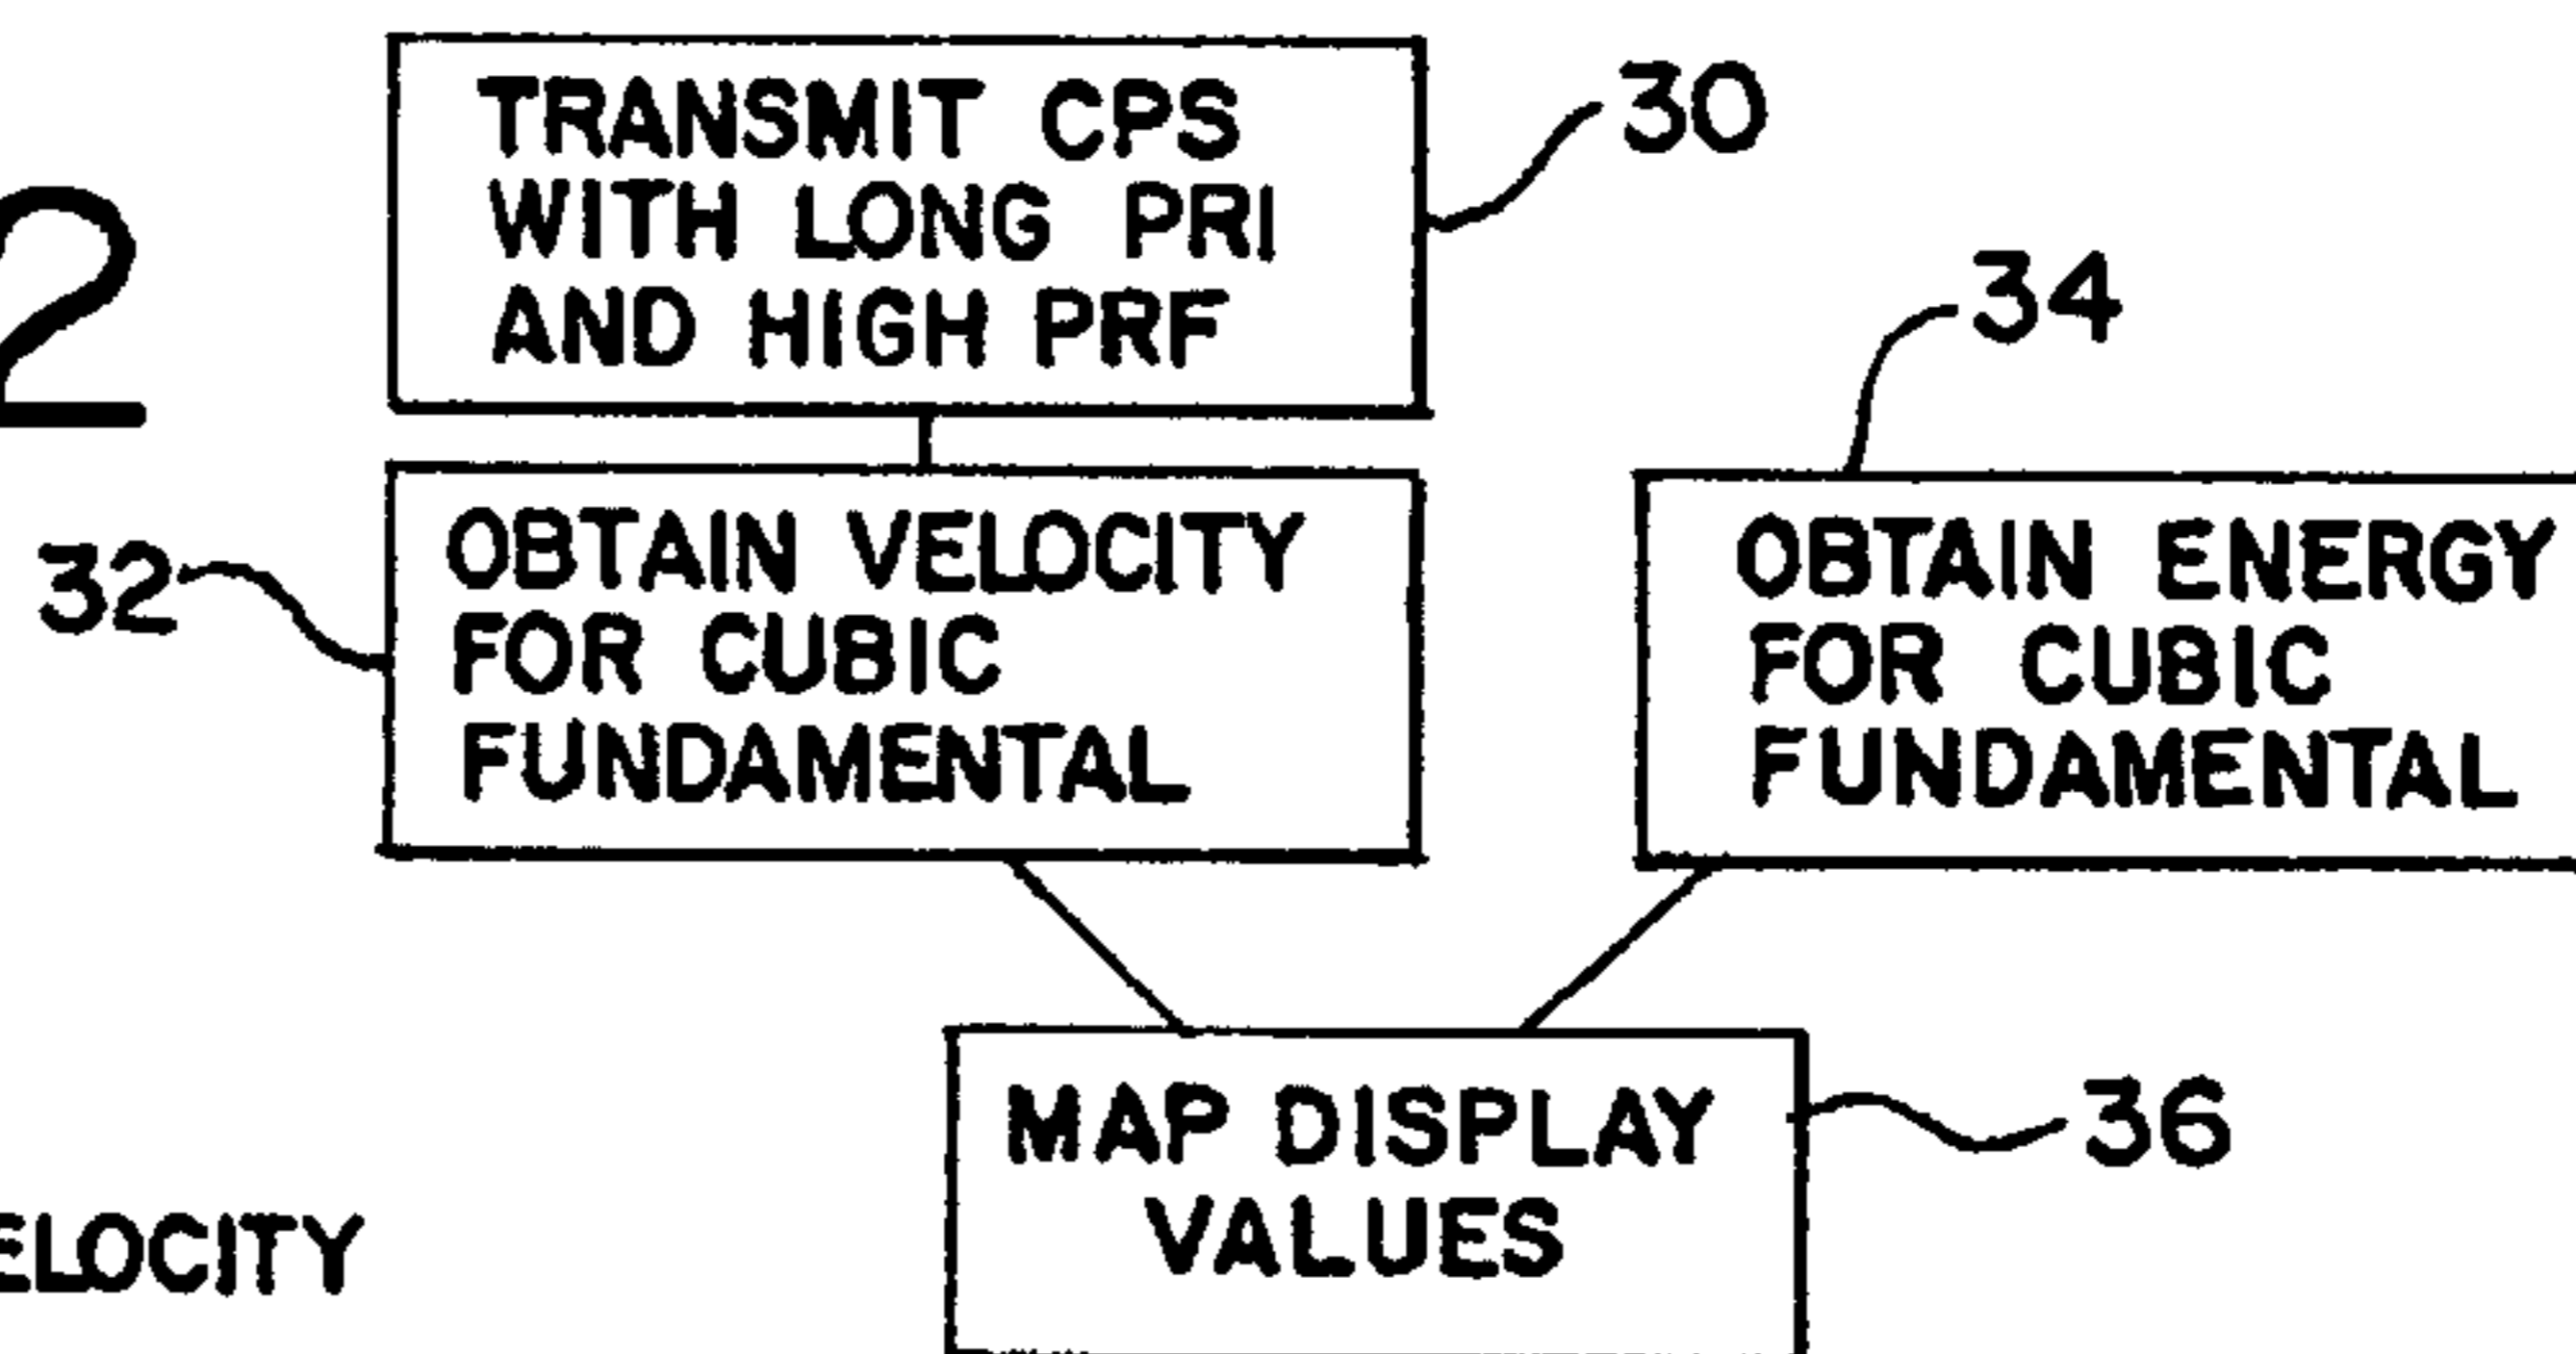 2
TRANSMIT CPS
WITH LONG PRI
AND HIGH PRF
30
32
OBTAIN VELOCITY
FOR CUBIC
FUNDAMENTAL
34
OBTAIN ENERGY
FOR CUBIC
FUNDAMENTAL
MAP DISPLAY
VALUES
36
ELOCITY